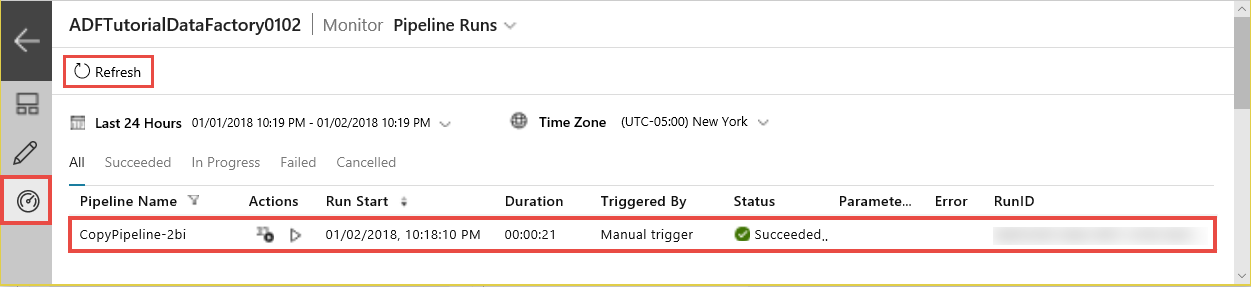 ADFTutorialDataFactory0102 Monitor Pipeline Runs
Refresh
Last 24 Hours 01/01/2018 10:19 PM - 01/02/2018 10:19 PM Time Zone (UTC-05:00) New York
All Succeeded In Progress Failed Cancelled
Pipeline Name Actions Run Start Duration Triggered By Status Paramete... Error RunID
CopyPipeline-2bi 01/02/2018, 10:18:10 PM 00:00:21 Manual trigger Succeeded..